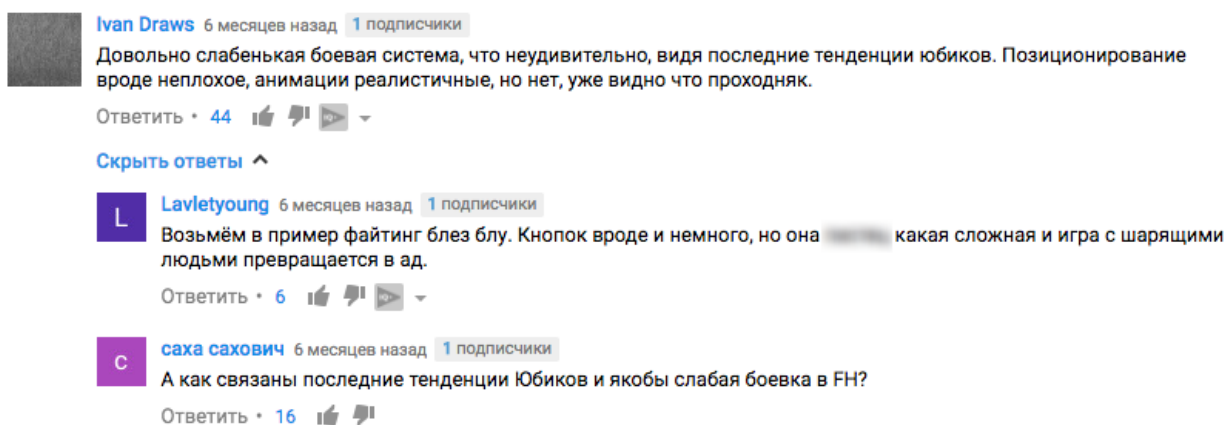 Ivan Draws 6 месяцев назад 1 подписчики
Довольно слабенькая боевая система, что неудивительно, видя последние тенденции юбиков. Позиционирование
вроде неплохое, анимации реалистичные, но нет, уже видно что проходняк.
Ответить • 44
Скрыть ответы
L
Lavletyoung 6 месяцев назад 1 подписчики
Возьмём в пример файтинг блез блу. Кнопок вроде и немного, но она какая сложная и игра с шарящими
людьми превращается в ад.
Ответить • 6
с
саха сахович 6 месяцев назад 1 подписчики
А как связаны последние тенденции Юбиков и якобы слабая боевка в FH?
Ответить • 16